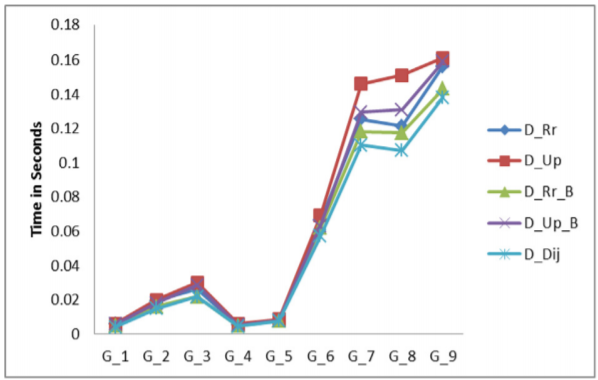 0.18
0.16
0.14
0.12
0.1
0.08
0.06
0.04
0.02
0
Time in Seconds
G_1 G_2 G_3 G_4 G_5 G_6 G_7 G_8 G_9
D_Rr
D_Up
D_Rr_B
D_Up_B
D_Dij